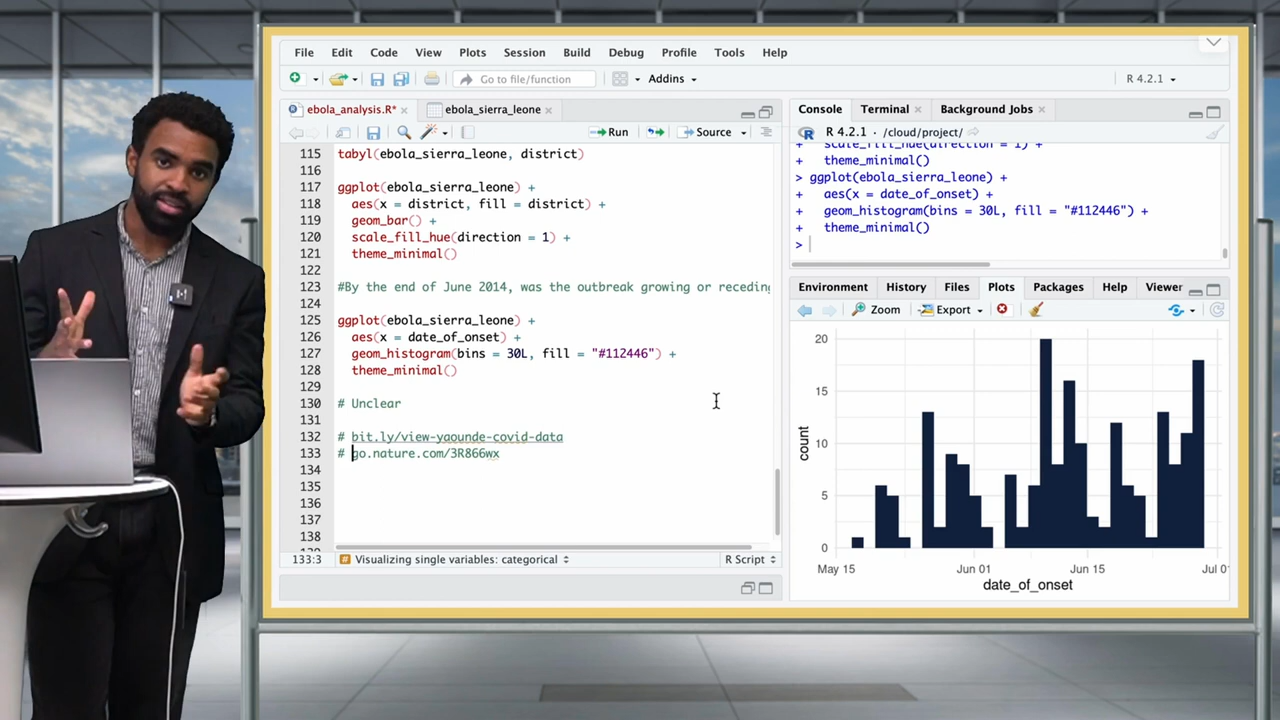 File Edit Code View Plots Session Build Debug Profile Tools Help
Go to file/function Addins R 4.2.1
ebola_analysis.R* ebola_sierra_leone
Run Source
115 tabyl(ebola_sierra_leone, district)
116
117 ggplot(ebola_sierra_leone) +
118 aes(x = district, fill = district) +
119 geom_bar() +
120 scale_fill_hue(direction = 1) +
121 theme_minimal()
122
123 #By the end of June 2014, was the outbreak growing or receding
124
125 ggplot(ebola_sierra_leone) +
126 aes(x = date_of_onset) +
127 geom_histogram(bins = 30L, fill = "#112446") +
128 theme_minimal()
129
130 # Unclear
131
132 # bit.ly/view-yaounde-covid-data
133 # go.nature.com/3R866wx
134
135
136
137
138
133:3 Visualizing single variables: categorical R Script
Console Terminal Background Jobs
R 4.2.1 · /cloud/project/
+ scale_fill_hue(direction = 1) +
+ theme_minimal()
> ggplot(ebola_sierra_leone) +
+ aes(x = date_of_onset) +
+ geom_histogram(bins = 30L, fill = "#112446") +
+ theme_minimal()
>
Environment History Files Plots Packages Help Viewer
Zoom Export
20
15
10
5
0
count
May 15 Jun 01 Jun 15 Jul 0
date_of_onset